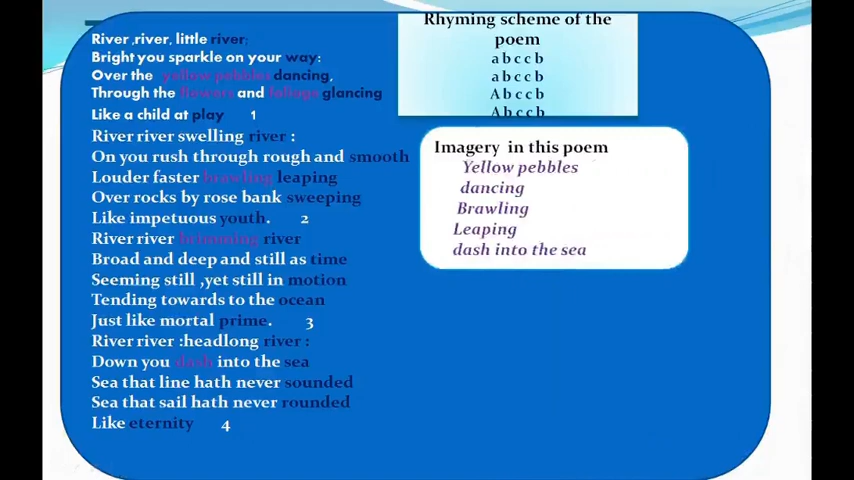 River ,river, little river;
Bright you sparkle on your way;
Over the yellow pebbles dancing,
Through the flowers and foliage glancing
Like a child at play 1
River river swelling river :
On you rush through rough and smooth
Louder faster brawling leaping
Over rocks by rose bank sweeping
Like impetuous youth. 2
River river brimming river
Broad and deep and still as time
Seeming still ,yet still in motion
Tending towards to the ocean
Just like mortal prime. 3
River river :headlong river :
Down you dash into the sea
Sea that line hath never sounded
Sea that sail hath never rounded
Like eternity 4
Rhyming scheme of the
poem
a b c c b
a b c c b
A b c c b
A b c c b
Imagery in this poem
Yellow pebbles
dancing
Brawling
Leaping
dash into the sea